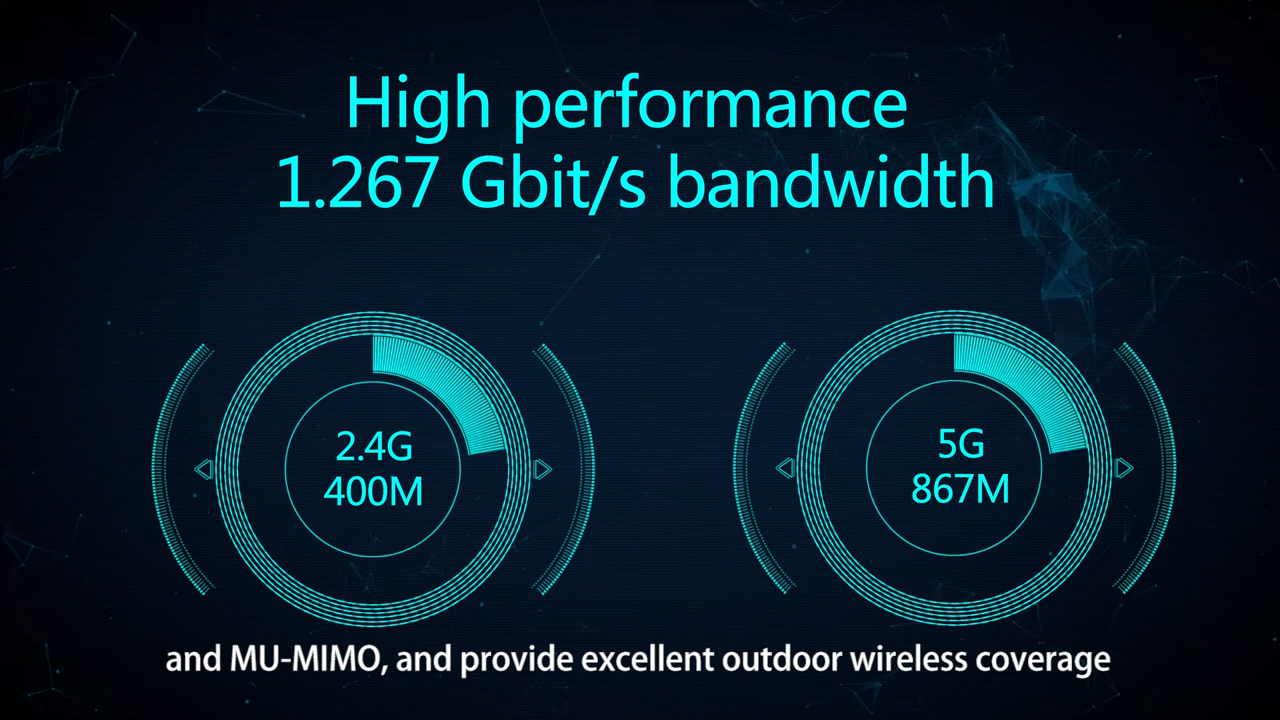 High performance
1.267 Gbit/s bandwidth
2.4G
400M
5G
867M
and MU-MIMO, and provide excellent outdoor wireless coverage